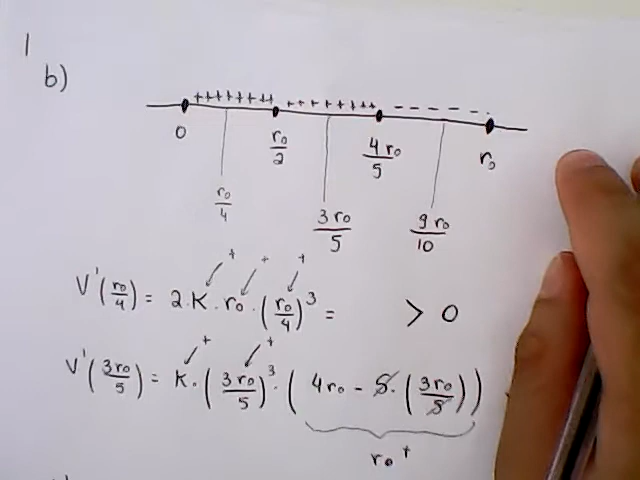 1
b)
+++++++ +++++++ - - - - - -
0 r₀/2 4r₀/5 r₀
r₀/4 3r₀/5 9r₀/10
+ + +
V'(r₀/4) = 2.K.r₀.(r₀/4)³ = > 0
+ +
V'(3r₀/5) = K.(3r₀/5)³.(4r₀ - 5.(3r₀/5))
r₀ +